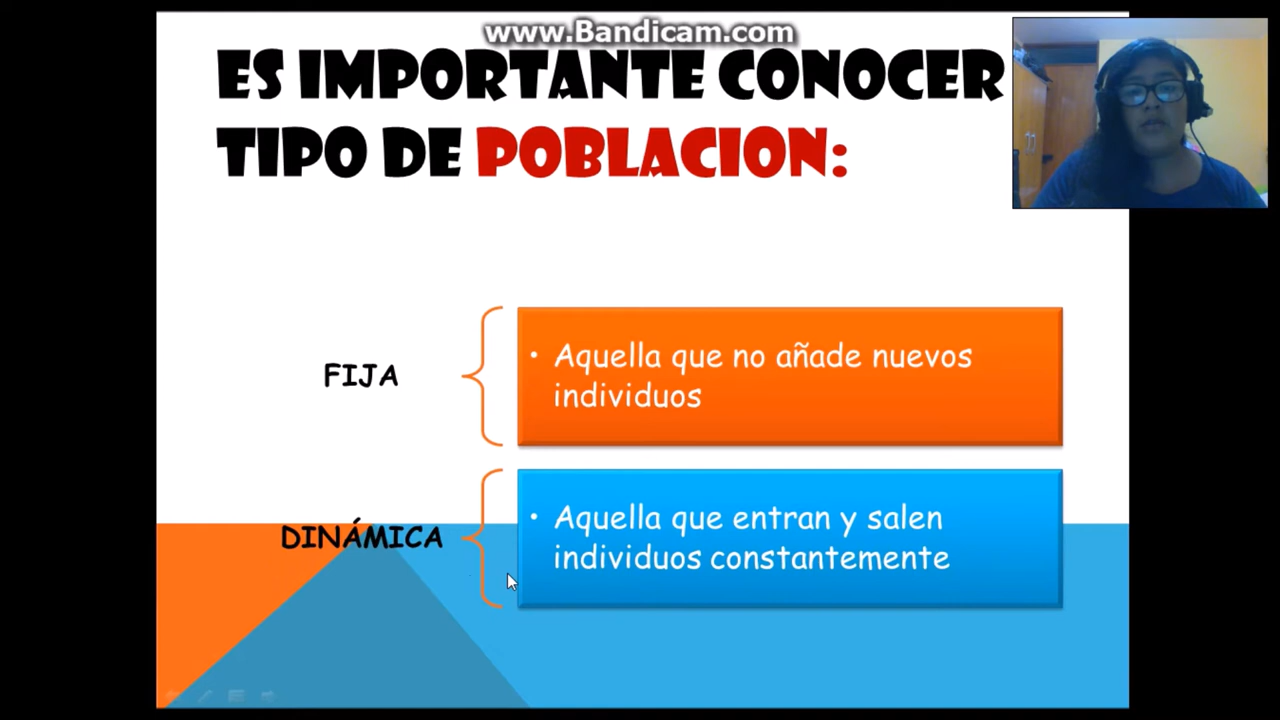 www.Bandicam.com
ES IMPORTANTE CONOCER
TIPO DE POBLACION:
FIJA
• Aquella que no añade nuevos
individuos
DINÁMICA
• Aquella que entran y salen
individuos constantemente